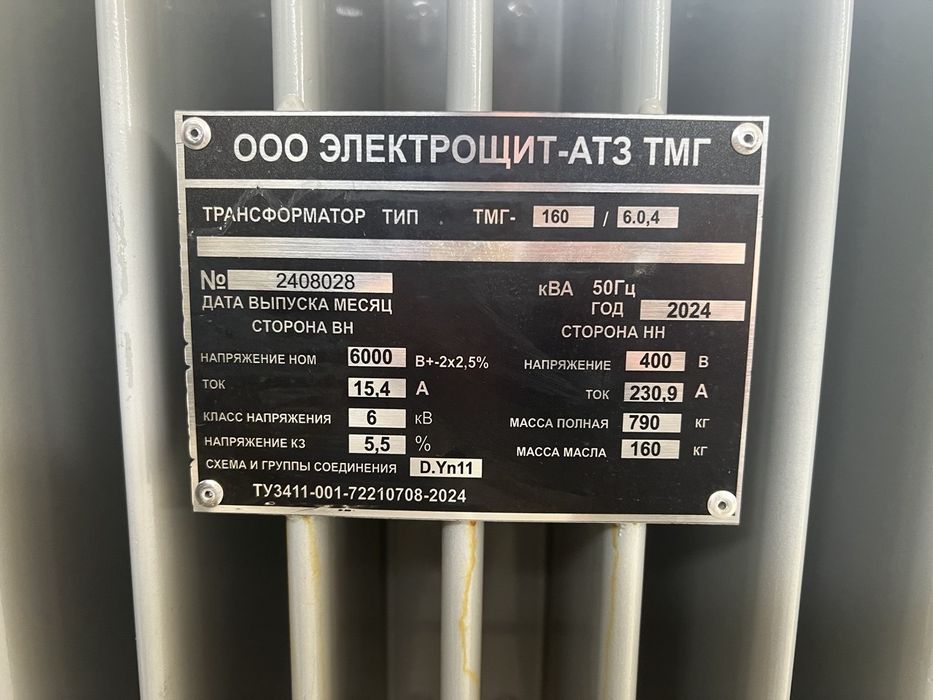 ООО ЭЛЕКТРОЩИТ-АТЗ ТМГ
ТРАНСФОРМАТОР ТИП ТМГ- 160 / 6.0,4
№ 2408028 кВА 50Гц
ДАТА ВЫПУСКА МЕСЯЦ ГОД 2024
СТОРОНА ВН СТОРОНА НН
НАПРЯЖЕНИЕ НОМ 6000 В+-2х2,5% НАПРЯЖЕНИЕ 400 В
ТОК 15,4 А ТОК 230,9 А
КЛАСС НАПРЯЖЕНИЯ 6 кВ МАССА ПОЛНАЯ 790 КГ
НАПРЯЖЕНИЕ КЗ 5,5 % МАССА МАСЛА 160 КГ
СХЕМА И ГРУППЫ СОЕДИНЕНИЯ D.Yn11
ТУ3411-001-72210708-2024